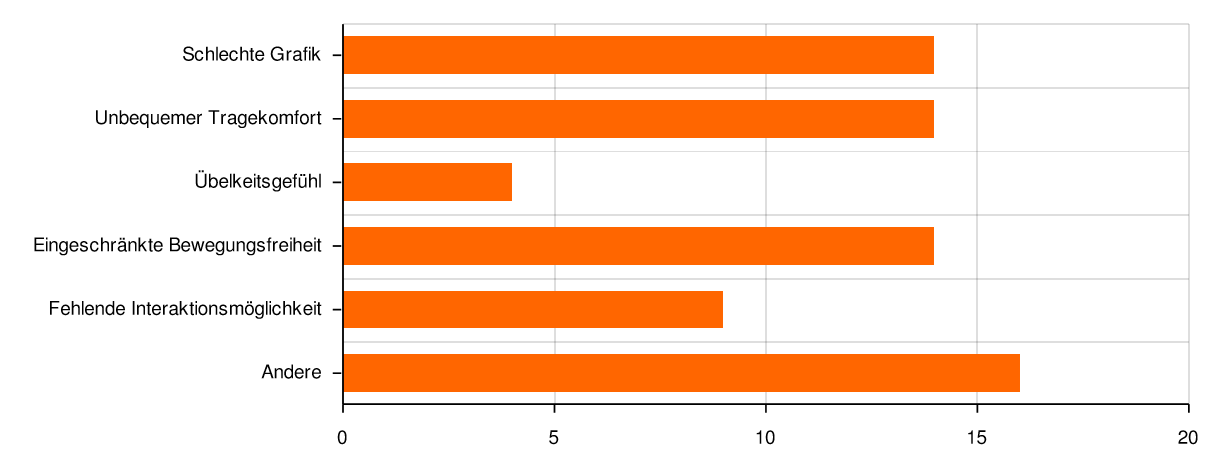 Schlechte Grafik
Unbequemer Tragekomfort
Übelkeitsgefühl
Eingeschränkte Bewegungsfreiheit
Fehlende Interaktionsmöglichkeit
Andere
0 5 10 15 20